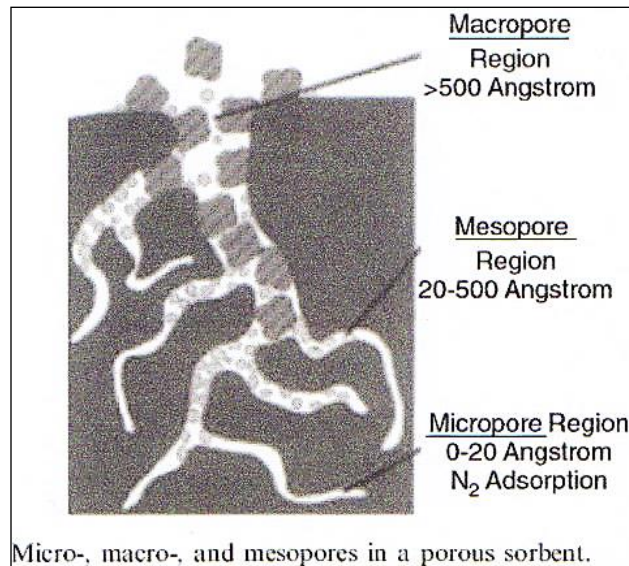 Macropore
Region
>500 Angstrom
Mesopore
Region
20-500 Angstrom
Micropore Region
0-20 Angstrom
N₂ Adsorption
Micro-, macro-, and mesopores in a porous sorbent.